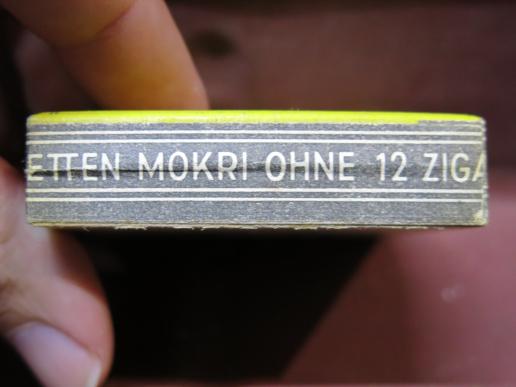 ETTEN MOKRI OHNE 12 ZIGA